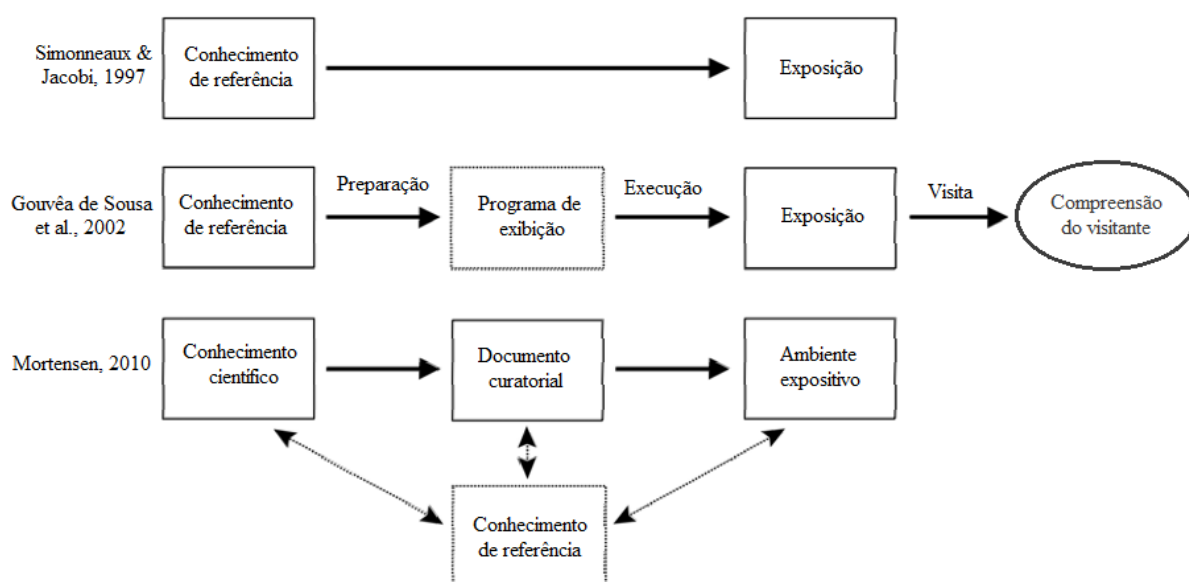 Simonneaux &
Jacobi, 1997
Conhecimento
de referência
Exposição
Gouvêa de Sousa
et al., 2002
Conhecimento
de referência
Preparação
Programa de
exibição
Execução
Exposição
Visita
Compreensão
do visitante
Mortensen, 2010
Conhecimento
científico
Documento
curatorial
Ambiente
expositivo
Conhecimento
de referência